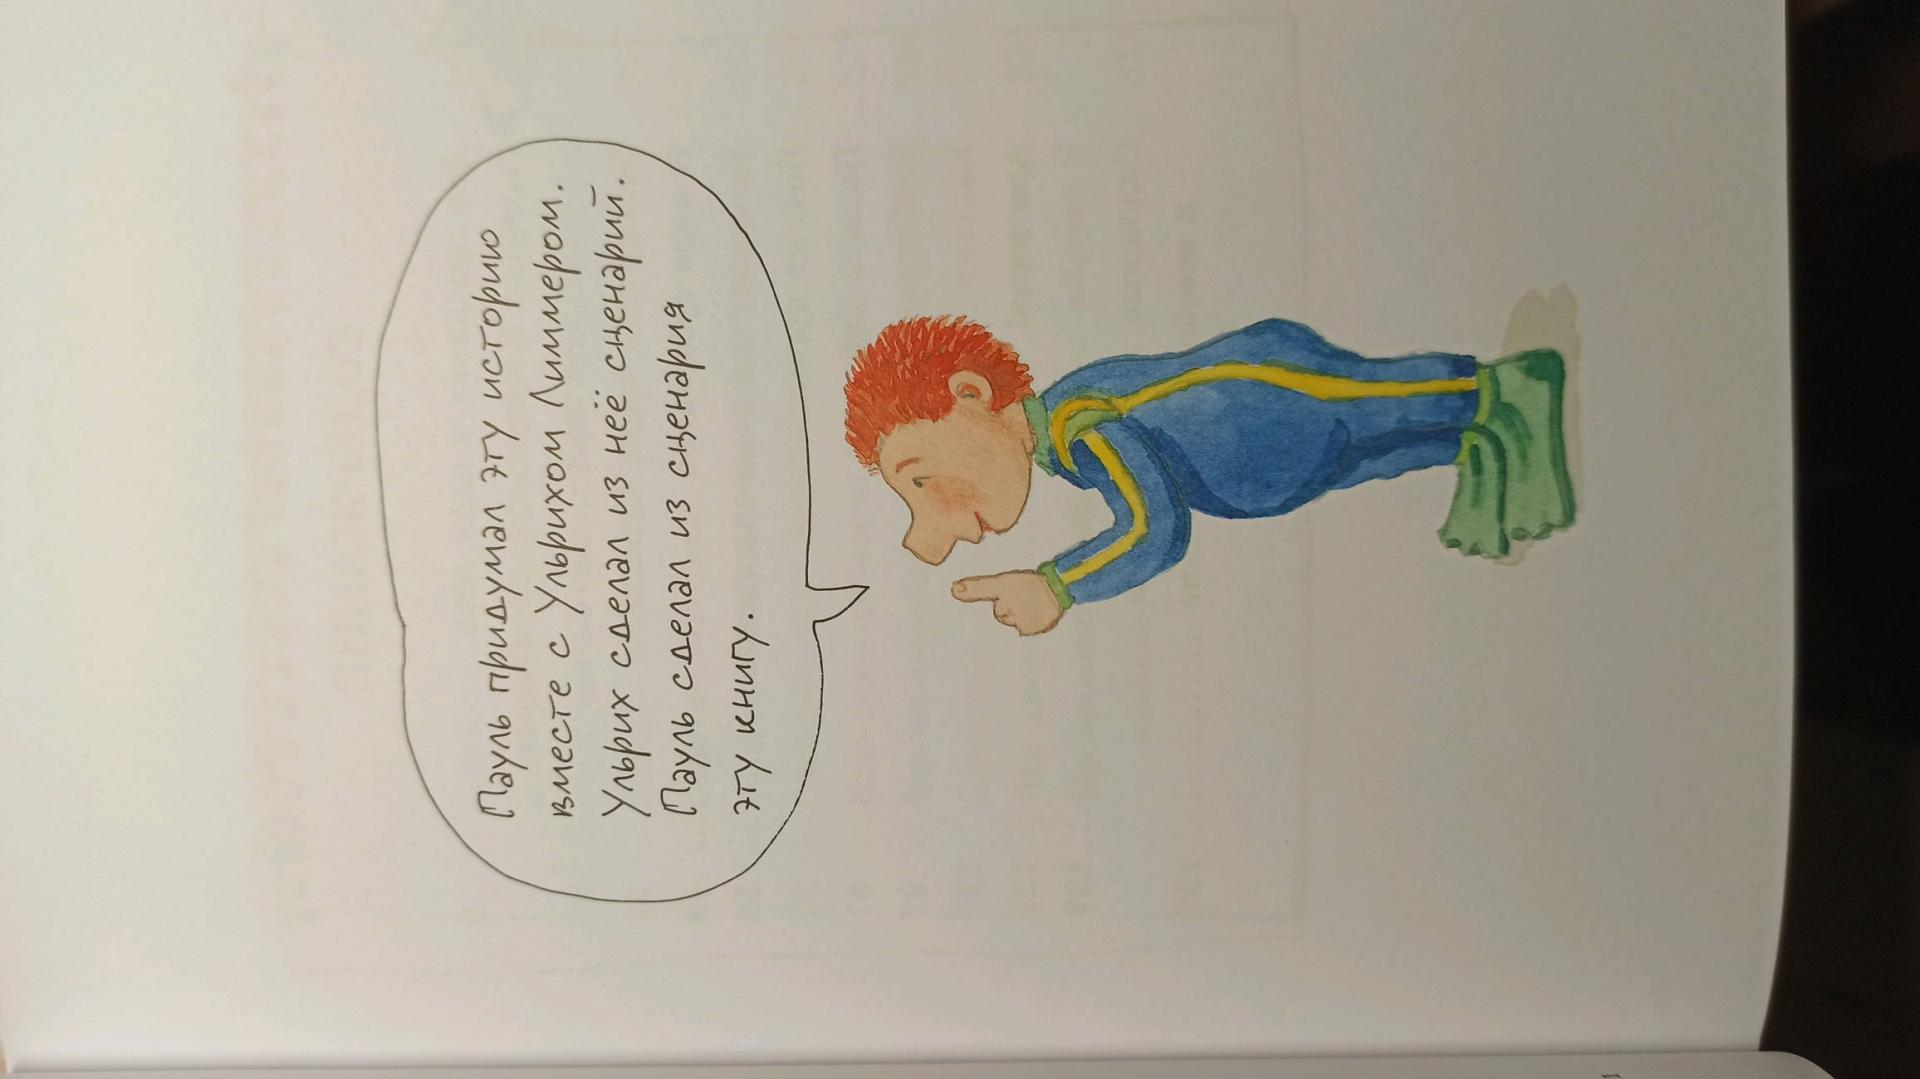 Пауль придумал эту историю
вместе с Ульрихом Лиммером.
Ульрих сделал из неё сценарий.
Пауль сделал из сценария
эту книгу.